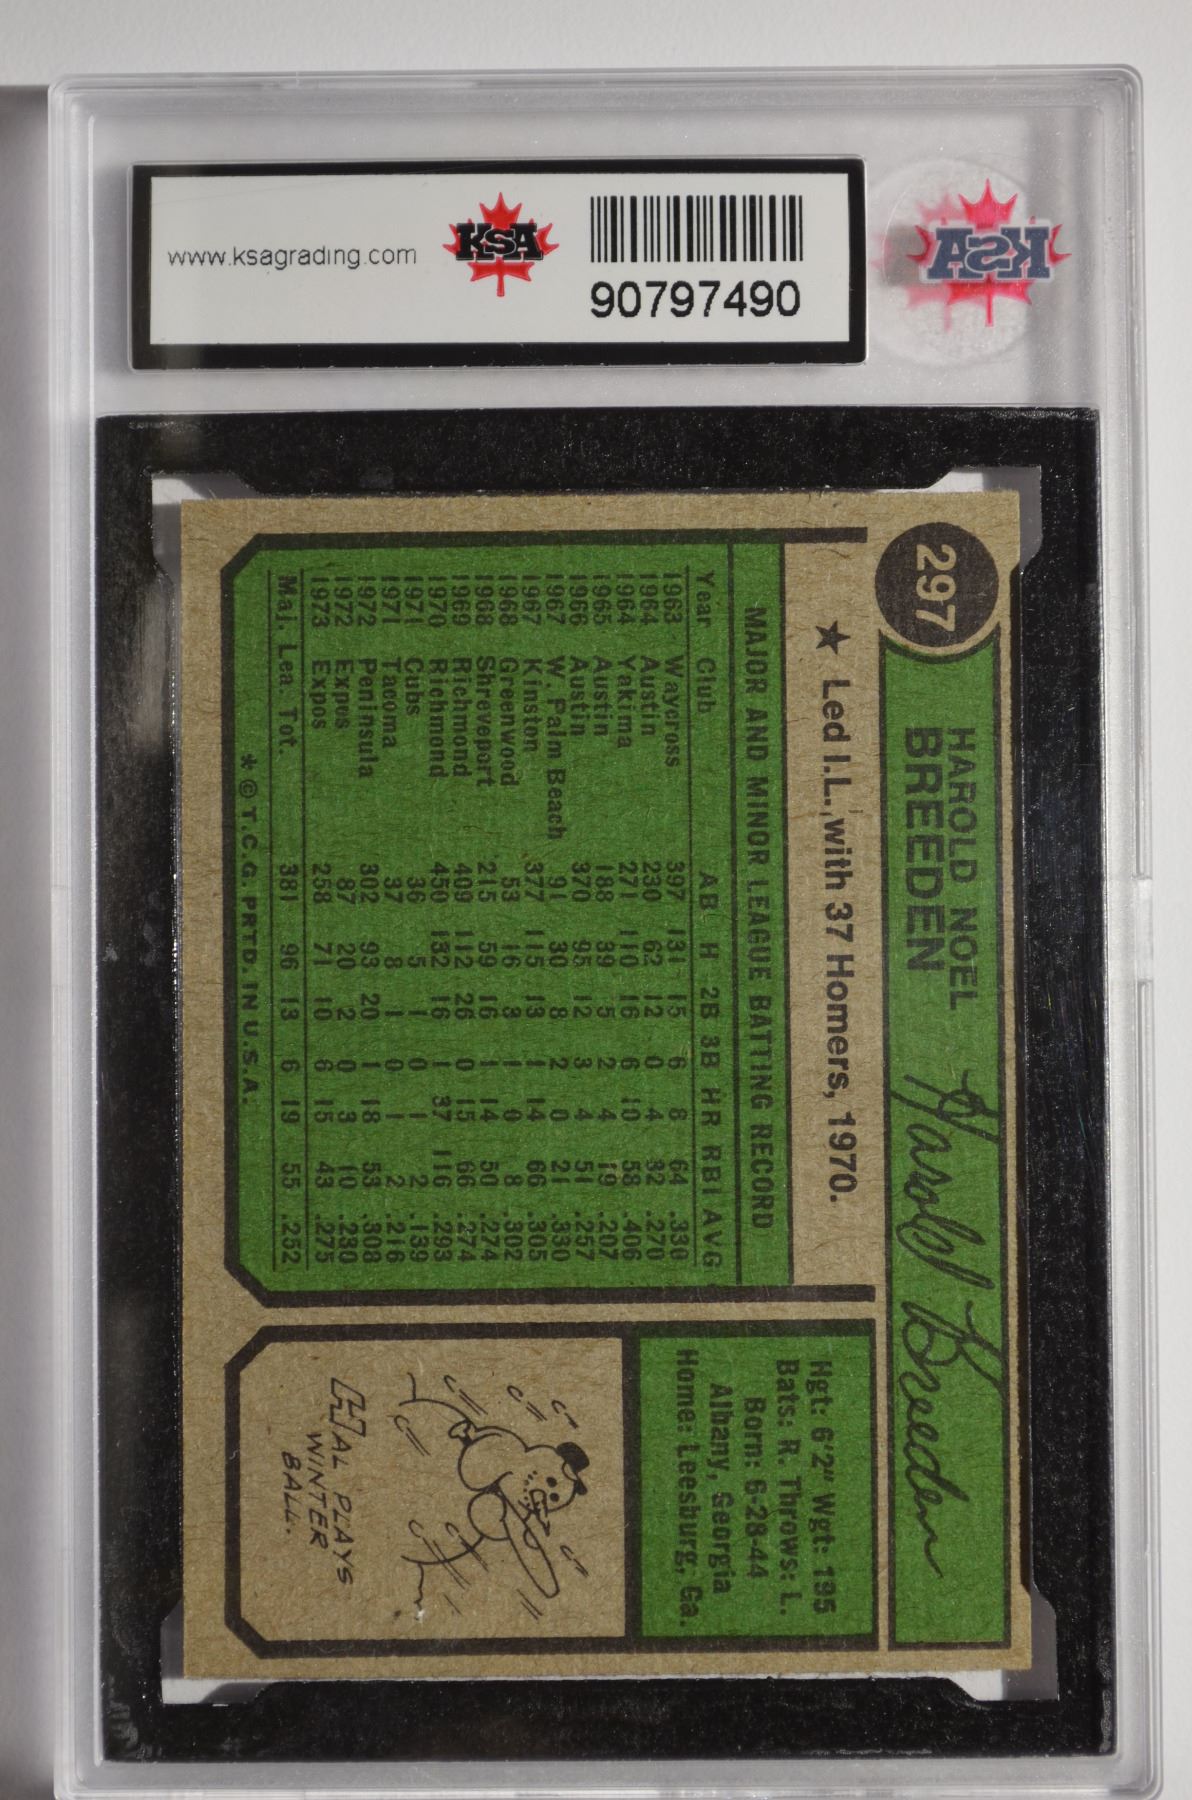 www.ksagrading.com
KSA
90797490
KSA
297
HAROLD NOEL
BREEDEN
Harold Breeden
★ Led I.L., with 37 Homers, 1970.
MAJOR AND MINOR LEAGUE BATTING RECORD
Year Club AB H 2B 3B HR RBI AVG
1963 Waycross 397 131 15 6 8 64 .330
1964 Austin 230 62 12 0 4 32 .270
1964 Yakima 271 110 16 6 10 58 .406
1965 Austin 188 39 5 2 4 19 .207
1966 Austin 370 95 12 3 4 51 .257
1967 W. Palm Beach 91 30 8 2 0 21 .330
1967 Kinston 377 115 13 1 14 66 .305
1968 Greenwood 53 16 3 1 0 8 .302
1968 Shreveport 215 59 16 1 14 50 .274
1969 Richmond 409 112 26 0 15 66 .274
1970 Richmond 450 132 16 1 37 116 .293
1971 Cubs 36 5 1 0 1 2 .139
1971 Tacoma 37 8 1 0 1 2 .216
1972 Peninsula 302 93 20 1 18 53 .308
1972 Expos 87 20 2 0 3 10 .230
1973 Expos 258 71 10 6 15 43 .275
Maj. Lea. Tot. 381 96 13 6 19 55 .252
* © T.C.G. PRTD. IN U.S.A.
Hgt: 6'2" Wgt: 195
Bats: R. Throws: L.
Born: 6-28-44
Albany, Georgia
Home: Leesburg, Ga.
HAL PLAYS
WINTER
BALL.